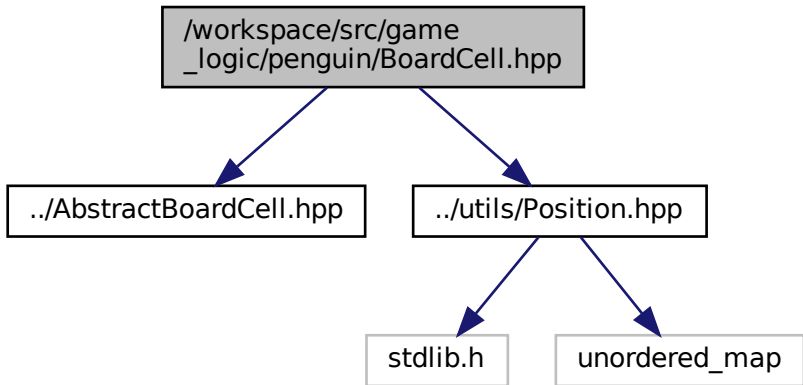 /workspace/src/game
_logic/penguin/BoardCell.hpp
../AbstractBoardCell.hpp
../utils/Position.hpp
stdlib.h
unordered_map